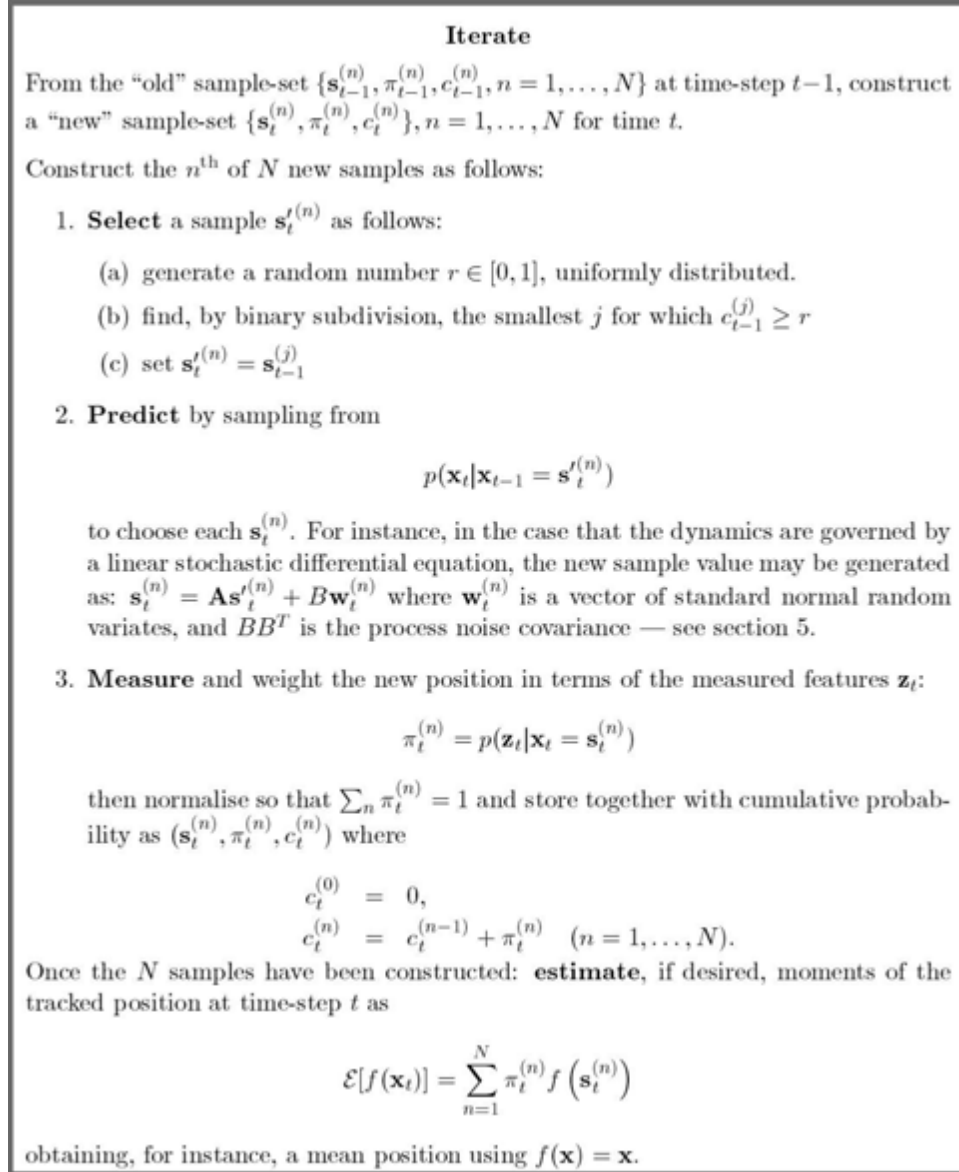 Iterate
From the “old” sample-set {s_{t−1}^{(n)}, π_{t−1}^{(n)}, c_{t−1}^{(n)}, n = 1, . . . , N} at time-step t−1, construct
a “new” sample-set {s_t^{(n)}, π_t^{(n)}, c_t^{(n)}}, n = 1, . . . , N for time t.
Construct the n^{th} of N new samples as follows:
1. Select a sample s′_t^{(n)} as follows:
(a) generate a random number r ∈ [0, 1], uniformly distributed.
(b) find, by binary subdivision, the smallest j for which c_{t−1}^{(j)} ≥ r
(c) set s′_t^{(n)} = s_{t−1}^{(j)}
2. Predict by sampling from
p(x_t|x_{t−1} = s′_t^{(n)})
to choose each s_t^{(n)}. For instance, in the case that the dynamics are governed by
a linear stochastic differential equation, the new sample value may be generated
as: s_t^{(n)} = As′_t^{(n)} + Bw_t^{(n)} where w_t^{(n)} is a vector of standard normal random
variates, and BB^T is the process noise covariance — see section 5.
3. Measure and weight the new position in terms of the measured features z_t:
π_t^{(n)} = p(z_t|x_t = s_t^{(n)})
then normalise so that ∑_n π_t^{(n)} = 1 and store together with cumulative probab-
ility as (s_t^{(n)}, π_t^{(n)}, c_t^{(n)}) where
c_t^{(0)} = 0,
c_t^{(n)} = c_t^{(n−1)} + π_t^{(n)} (n = 1, . . . , N).
Once the N samples have been constructed: estimate, if desired, moments of the
tracked position at time-step t as
ℰ[f(x_t)] = ∑_{n=1}^{N} π_t^{(n)} f (s_t^{(n)})
obtaining, for instance, a mean position using f(x) = x.